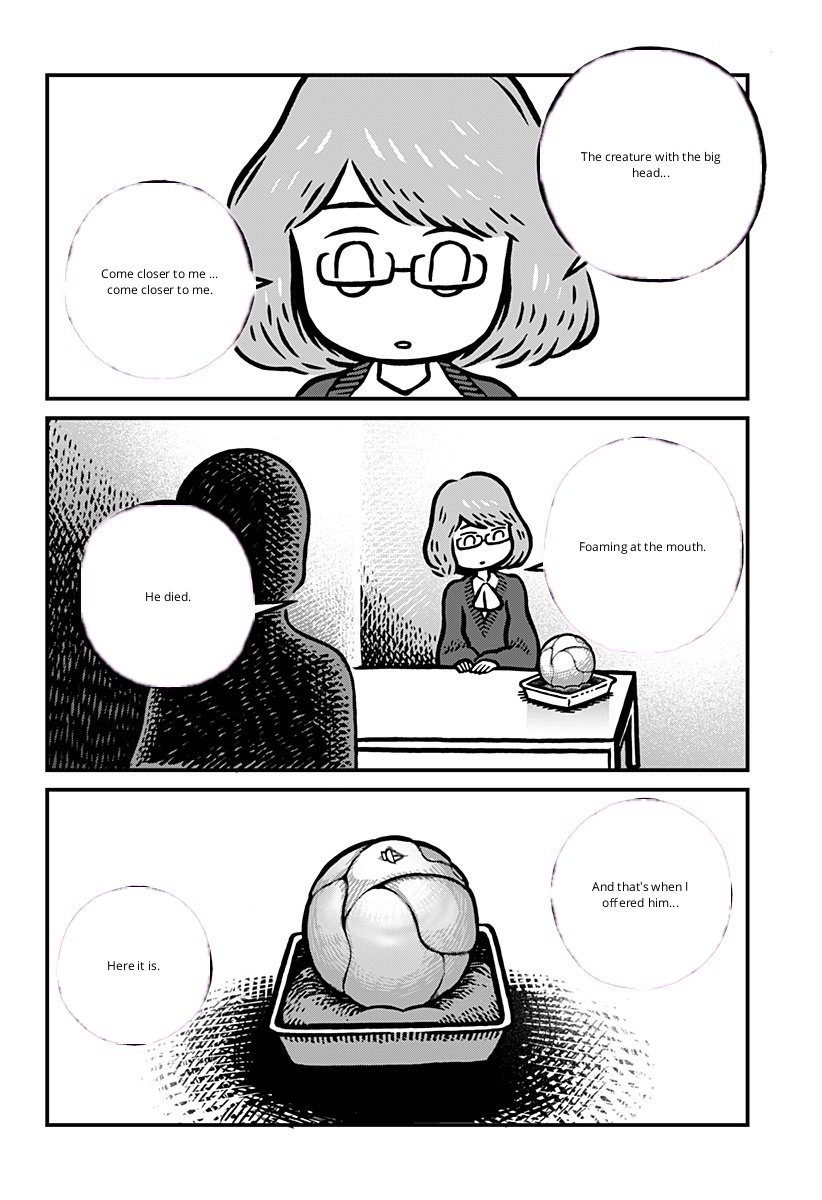 The creature with the big
head...
Come closer to me ...
come closer to me.
Foaming at the mouth.
He died.
And that's when I
offered him...
Here it is.